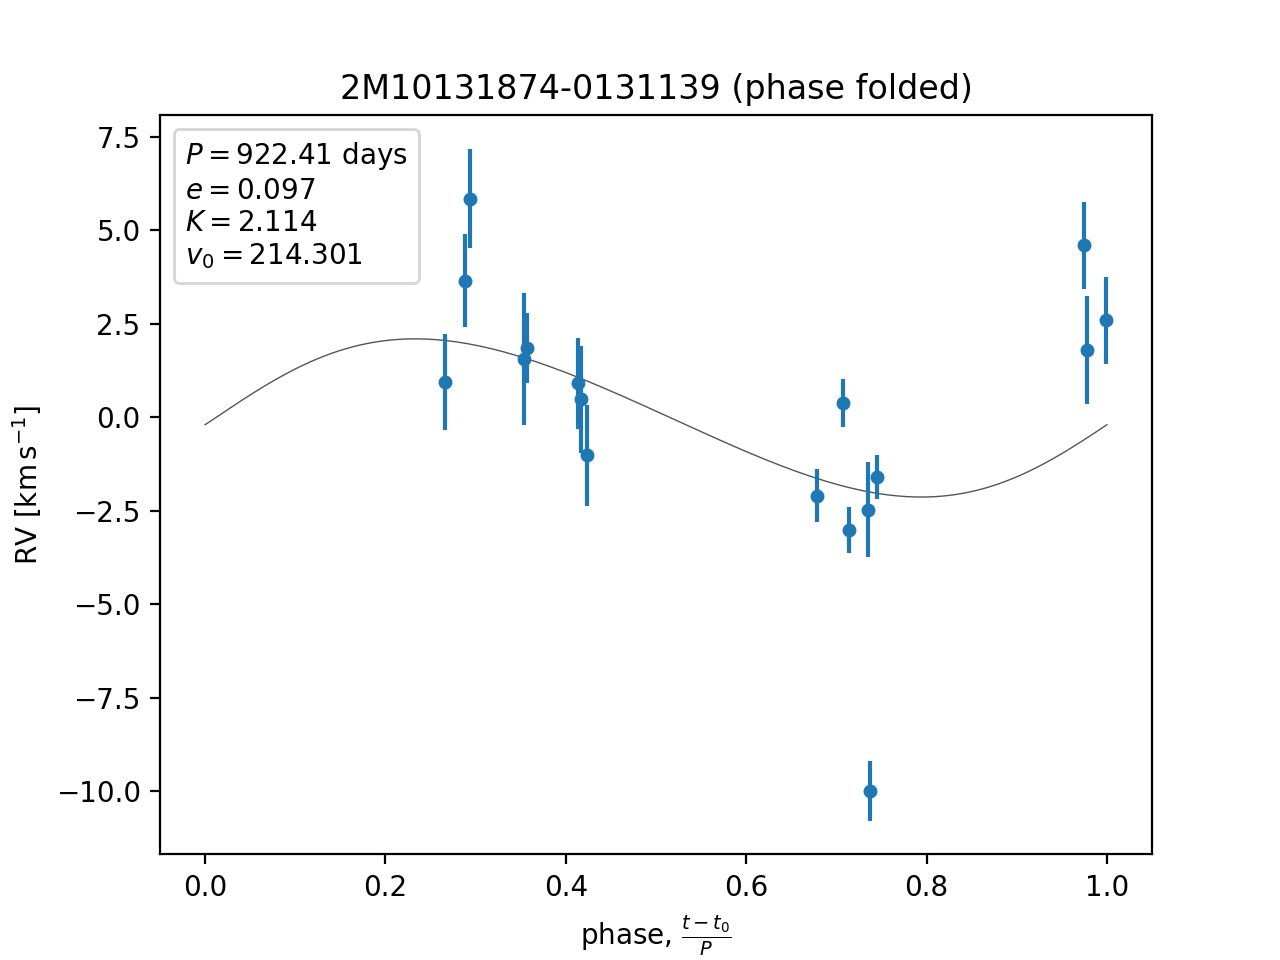 2M10131874-0131139 (phase folded)
P = 922.41 days
e = 0.097
K = 2.114
v₀ = 214.301
7.5
5.0
2.5
0.0
−2.5
−5.0
−7.5
−10.0
RV [km s⁻¹]
0.0 0.2 0.4 0.6 0.8 1.0
phase, (t − t₀)/P